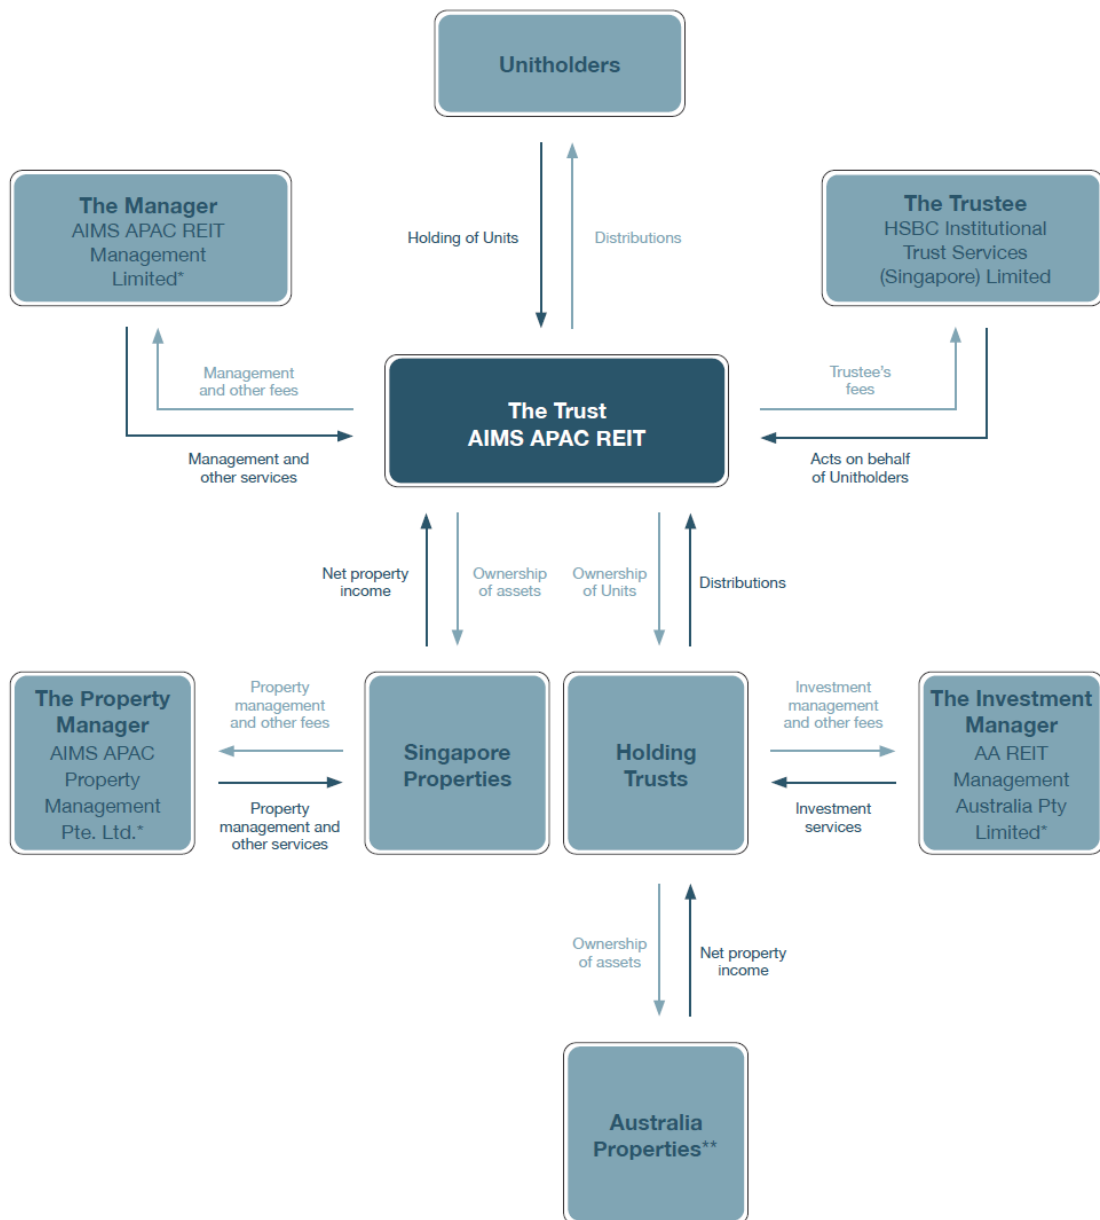 Unitholders
The Manager
AIMS APAC REIT
Management
Limited*
Holding of Units
Distributions
The Trustee
HSBC Institutional
Trust Services
(Singapore) Limited
Management
and other fees
The Trust
AIMS APAC REIT
Trustee's
fees
Management and
other services
Acts on behalf
of Unitholders
Net property
income
Ownership
of assets
Ownership
of Units
Distributions
The Property
Manager
AIMS APAC
Property
Management
Pte. Ltd.*
Property
management
and other fees
Property
management and
other services
Singapore
Properties
Holding
Trusts
Investment
management
and other fees
Investment
services
The Investment
Manager
AA REIT
Management
Australia Pty
Limited*
Ownership
of assets
Net property
income
Australia
Properties**